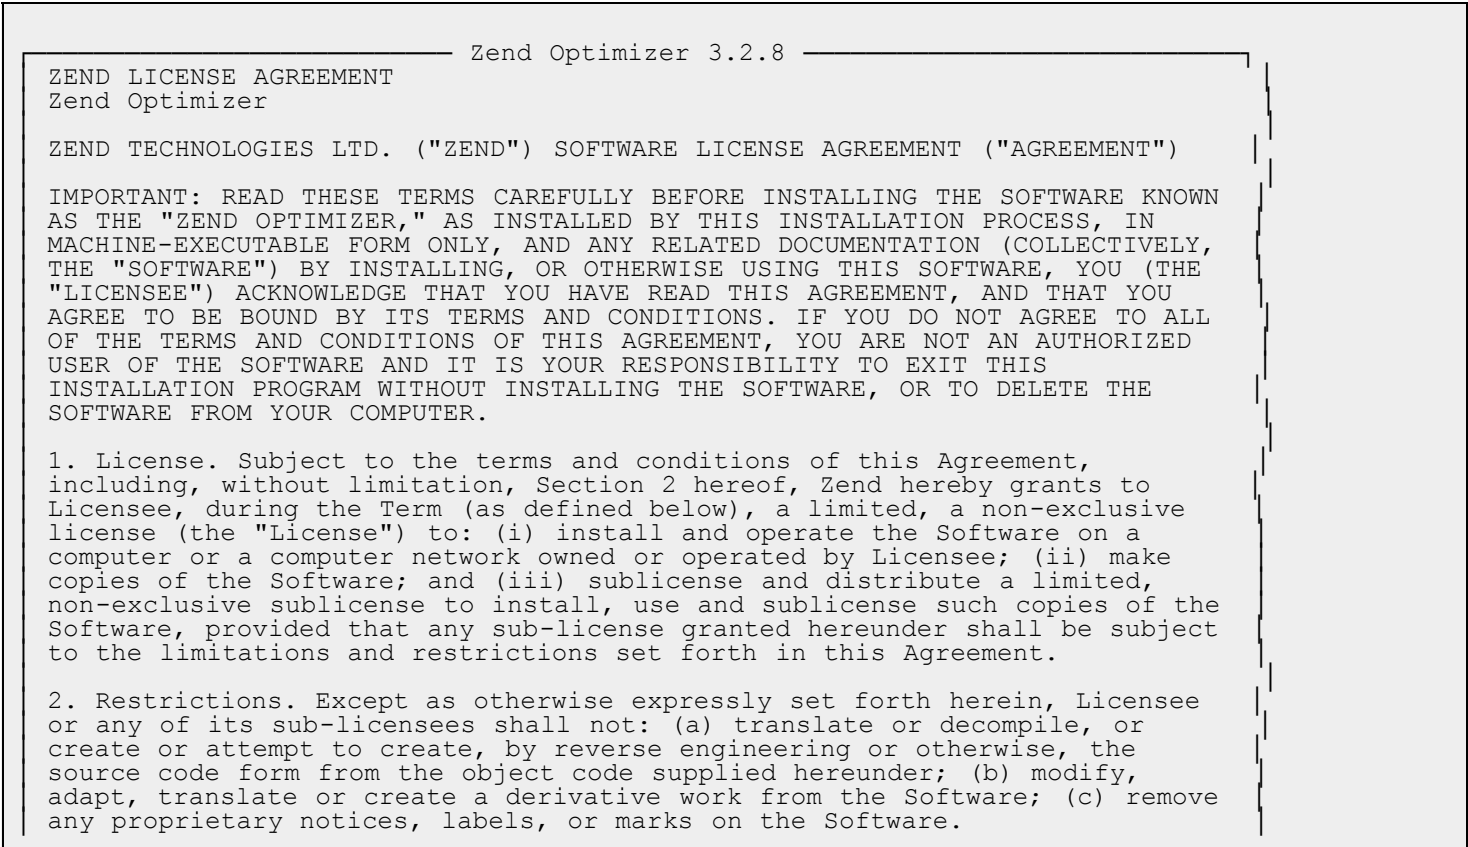 Zend Optimizer 3.2.8
ZEND LICENSE AGREEMENT
Zend Optimizer
ZEND TECHNOLOGIES LTD. ("ZEND") SOFTWARE LICENSE AGREEMENT ("AGREEMENT")
IMPORTANT: READ THESE TERMS CAREFULLY BEFORE INSTALLING THE SOFTWARE KNOWN
AS THE "ZEND OPTIMIZER," AS INSTALLED BY THIS INSTALLATION PROCESS, IN
MACHINE-EXECUTABLE FORM ONLY, AND ANY RELATED DOCUMENTATION (COLLECTIVELY,
THE "SOFTWARE") BY INSTALLING, OR OTHERWISE USING THIS SOFTWARE, YOU (THE
"LICENSEE") ACKNOWLEDGE THAT YOU HAVE READ THIS AGREEMENT, AND THAT YOU
AGREE TO BE BOUND BY ITS TERMS AND CONDITIONS. IF YOU DO NOT AGREE TO ALL
OF THE TERMS AND CONDITIONS OF THIS AGREEMENT, YOU ARE NOT AN AUTHORIZED
USER OF THE SOFTWARE AND IT IS YOUR RESPONSIBILITY TO EXIT THIS
INSTALLATION PROGRAM WITHOUT INSTALLING THE SOFTWARE, OR TO DELETE THE
SOFTWARE FROM YOUR COMPUTER.
1. License. Subject to the terms and conditions of this Agreement,
including, without limitation, Section 2 hereof, Zend hereby grants to
Licensee, during the Term (as defined below), a limited, a non-exclusive
license (the "License") to: (i) install and operate the Software on a
computer or a computer network owned or operated by Licensee; (ii) make
copies of the Software; and (iii) sublicense and distribute a limited,
non-exclusive sublicense to install, use and sublicense such copies of the
Software, provided that any sub-license granted hereunder shall be subject
to the limitations and restrictions set forth in this Agreement.
2. Restrictions. Except as otherwise expressly set forth herein, Licensee
or any of its sub-licensees shall not: (a) translate or decompile, or
create or attempt to create, by reverse engineering or otherwise, the
source code form from the object code supplied hereunder; (b) modify,
adapt, translate or create a derivative work from the Software; (c) remove
any proprietary notices, labels, or marks on the Software.